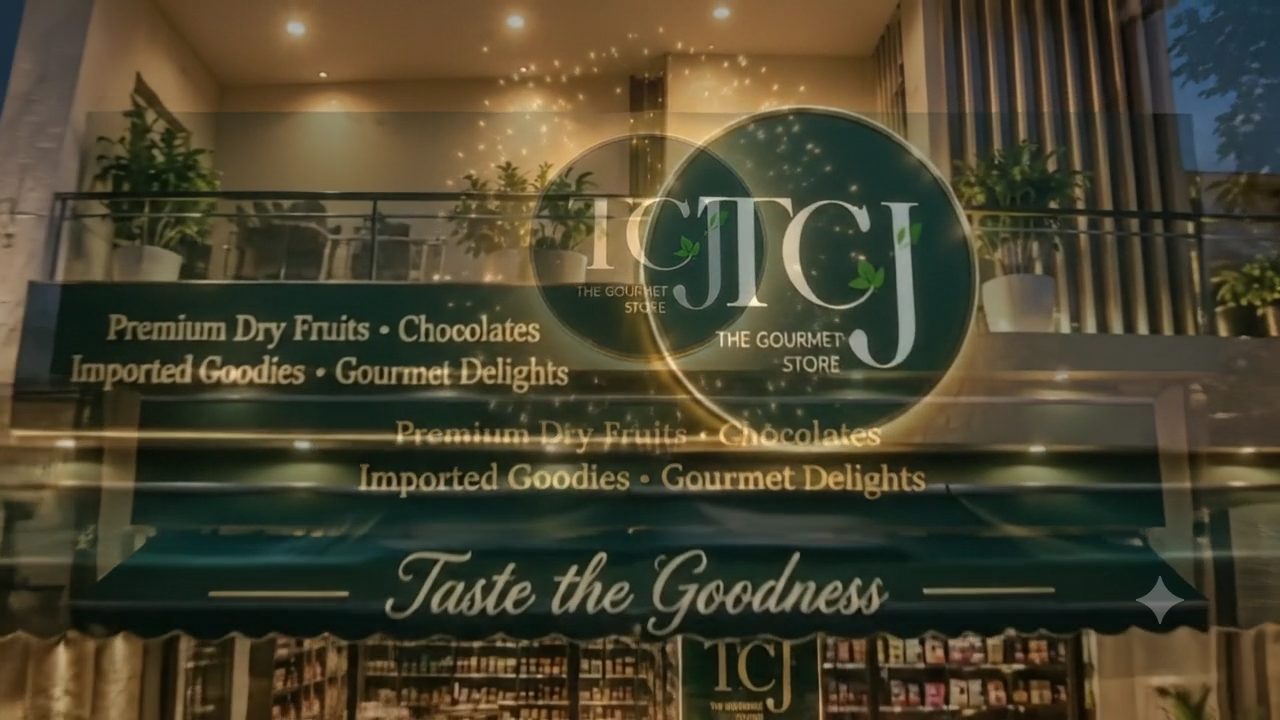 TCJ
THE GOURMET
STORE
TCJ
THE GOURMET
STORE
Premium Dry Fruits • Chocolates
Imported Goodies • Gourmet Delights
Premium Dry Fruits • Chocolates
Imported Goodies • Gourmet Delights
Taste the Goodness
TCJ